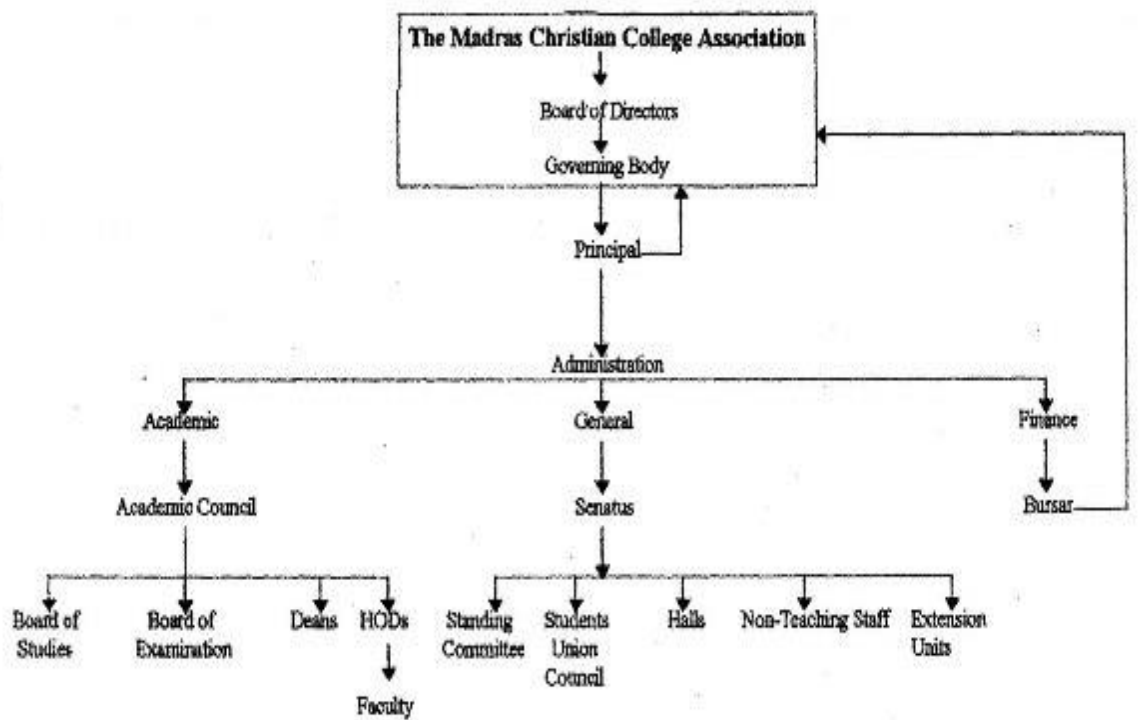 The Madras Christian College Association
Board of Directors
Governing Body
Principal
Administration
Academic
General
Finance
Academic Council
Senatus
Bursar
Board of
Studies
Board of
Examination
Deans
HODs
Standing
Committee
Students
Union
Council
Halls
Non-Teaching Staff
Extension
Units
Faculty